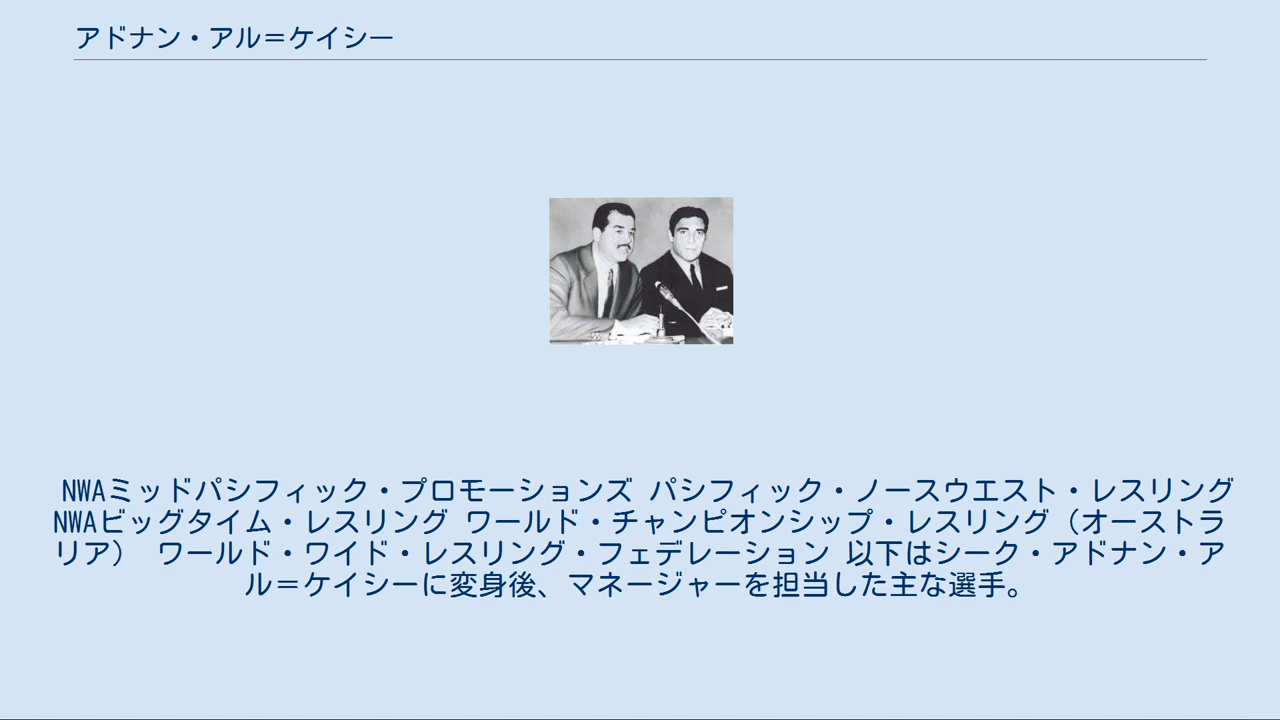 アドナン・アル＝ケイシー
NWAミッドパシフィック・プロモーションズ パシフィック・ノースウエスト・レスリング
NWAビッグタイム・レスリング ワールド・チャンピオンシップ・レスリング（オーストラ
リア） ワールド・ワイド・レスリング・フェデレーション 以下はシーク・アドナン・ア
ル＝ケイシーに変身後、マネージャーを担当した主な選手。